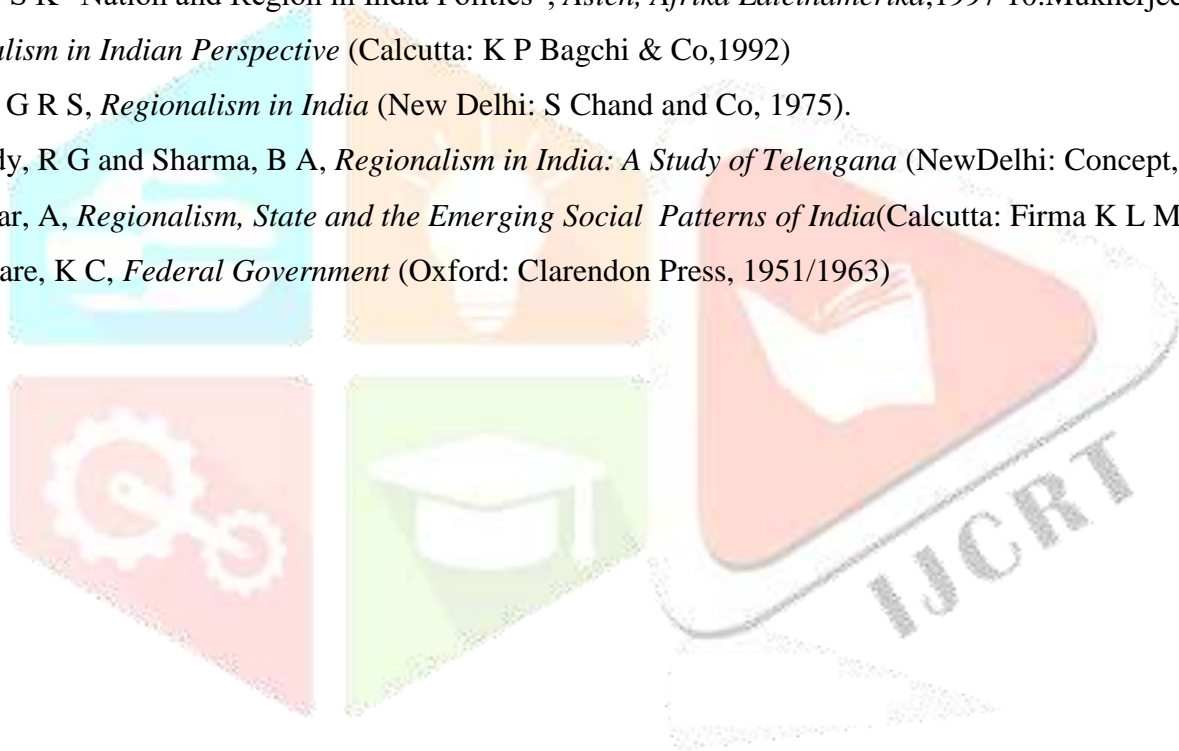 S K "Nation and Region in India Politics", Asien, Afrika Lateinamerika,1997 10.Mukherjee
alism in Indian Perspective (Calcutta: K P Bagchi & Co,1992)
G R S, Regionalism in India (New Delhi: S Chand and Co, 1975).
dy, R G and Sharma, B A, Regionalism in India: A Study of Telengana (NewDelhi: Concept,
ar, A, Regionalism, State and the Emerging Social Patterns of India(Calcutta: Firma K L M
are, K C, Federal Government (Oxford: Clarendon Press, 1951/1963)
IJCRT